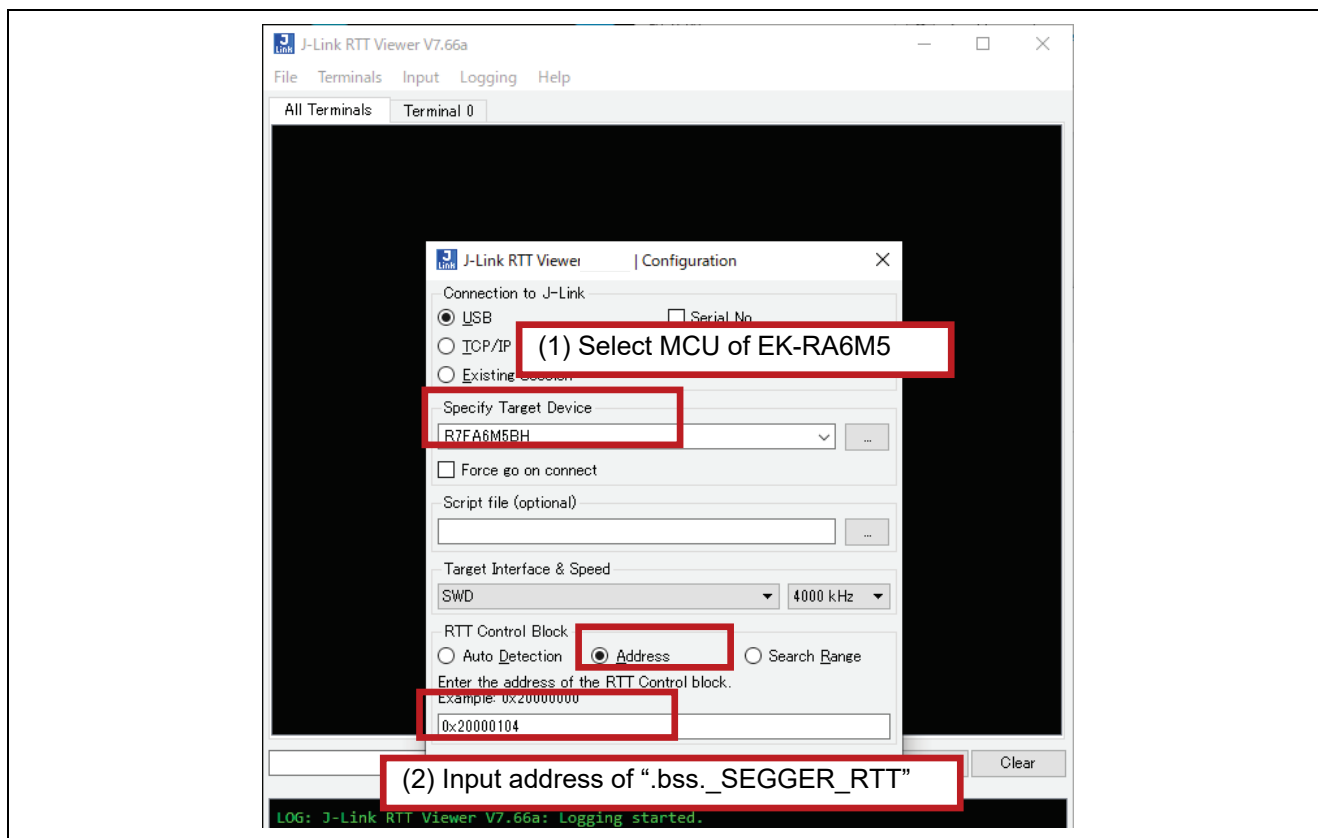 J-Link RTT Viewer V7.66a
File Terminals Input Logging Help
All Terminals Terminal 0
J-Link RTT Viewer | Configuration
Connection to J-Link
USB Serial No
TCP/IP
(1) Select MCU of EK-RA6M5
Existing Session
Specify Target Device
R7FA6M5BH
...
Force go on connect
Script file (optional)
...
Target Interface & Speed
SWD 4000 kHz
RTT Control Block
Auto Detection Address Search Range
Enter the address of the RTT Control block.
Example: 0x20000000
0x20000104
Clear
(2) Input address of “.bss._SEGGER_RTT”
LOG: J-Link RTT Viewer V7.66a: Logging started.